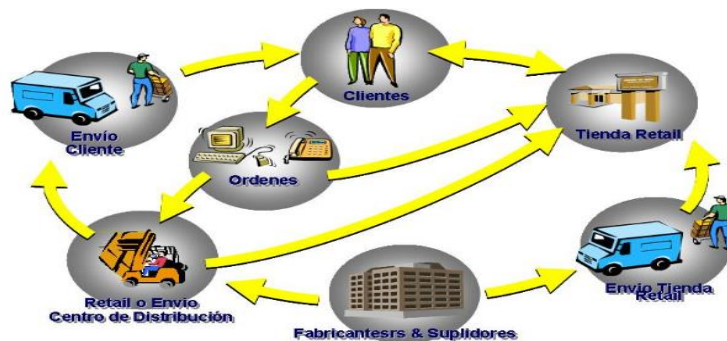 Clientes
Envío
Cliente
Tienda Retail
Ordenes
Retail o Envío
Centro de Distribución
Envío Tienda
Retail
Fabricantesrs & Suplidores